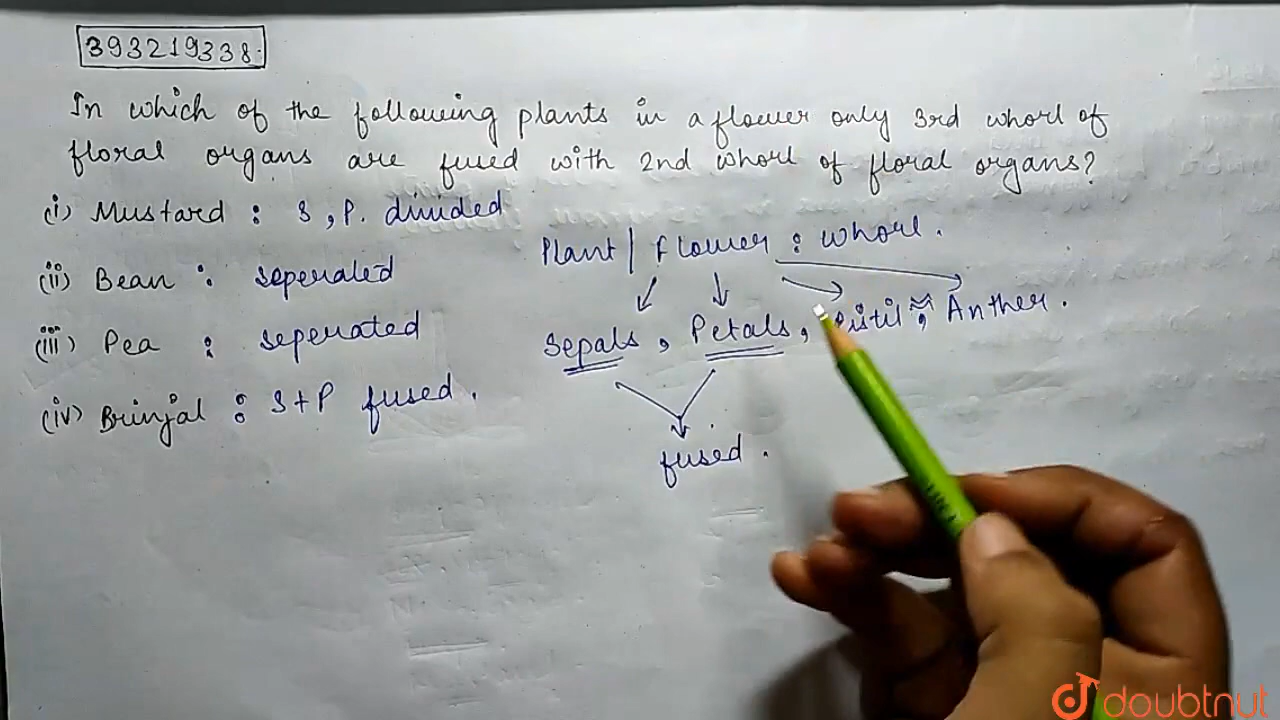 393219338.
In which of the following plants in a flower only 3rd whorl of
floral organs are fused with 2nd whorl of floral organs?
(i) Mustard : S, P. divided
(ii) Bean : seperated
(iii) Pea : seperated
(iv) Brinjal : S+P fused.
Plant | flower : whorl.
Sepals, Petals, Pistil, Anther.
fused.
doubtnut